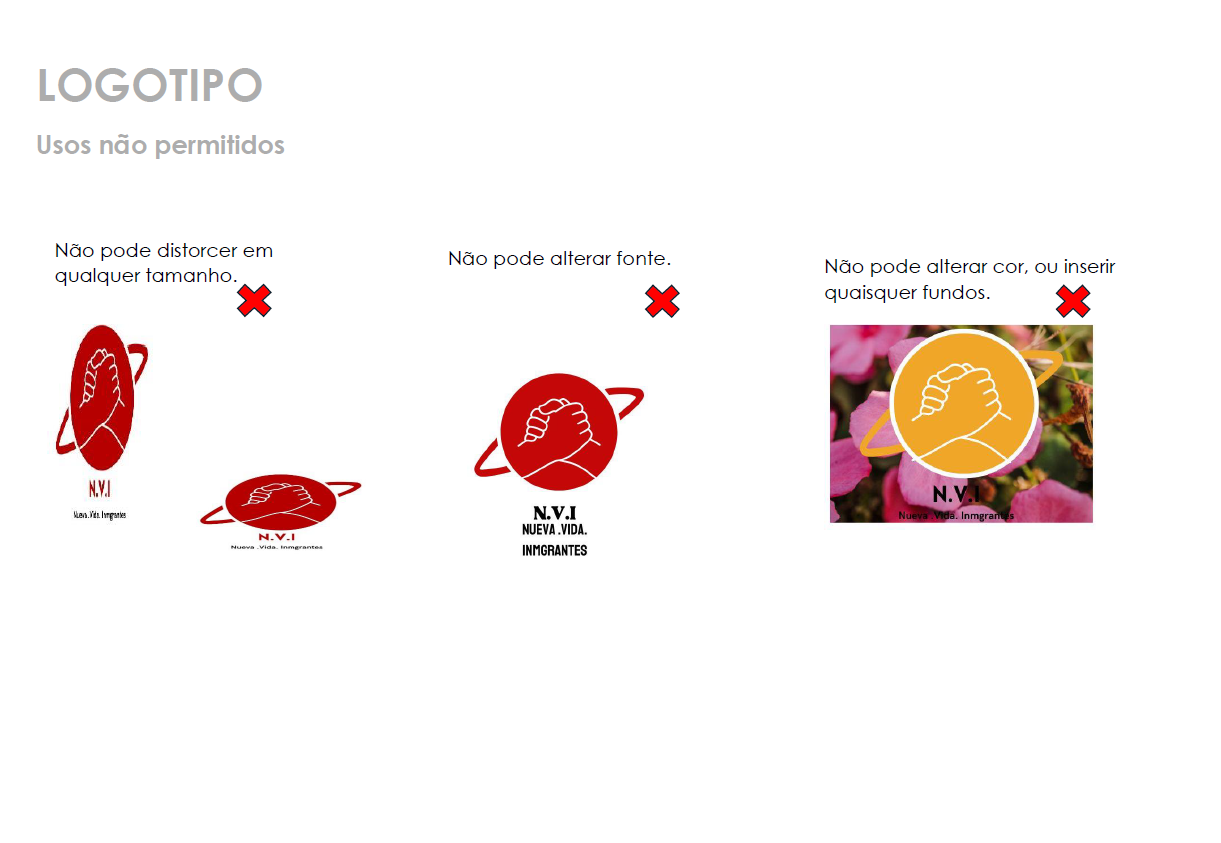 LOGOTIPO
Usos não permitidos
Não pode distorcer em
qualquer tamanho.
N.V.I
Nueva .Vida. Inmgrantes
N.V.I
Nueva .Vida. Inmgrantes
Não pode alterar fonte.
N.V.I
NUEVA .VIDA.
INMGRANTES
Não pode alterar cor, ou inserir
quaisquer fundos.
N.V.I
Nueva .Vida. Inmgrantes